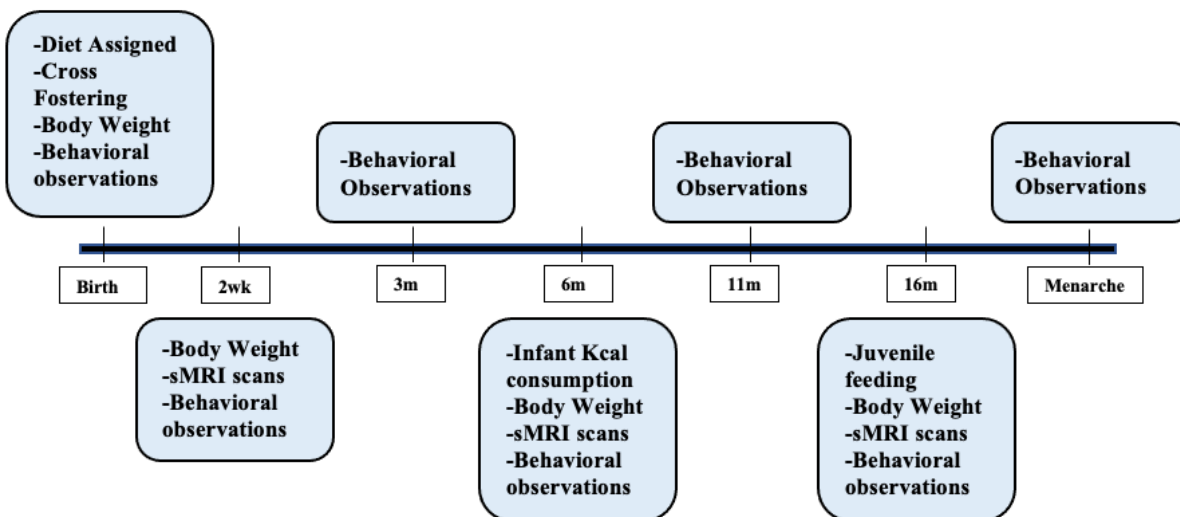 -Diet Assigned
-Cross
Fostering
-Body Weight
-Behavioral
observations
-Behavioral
Observations
-Behavioral
Observations
-Behavioral
Observations
Birth
2wk
3m
6m
11m
16m
Menarche
-Body Weight
-sMRI scans
-Behavioral
observations
-Infant Kcal
consumption
-Body Weight
-sMRI scans
-Behavioral
observations
-Juvenile
feeding
-Body Weight
-sMRI scans
-Behavioral
observations